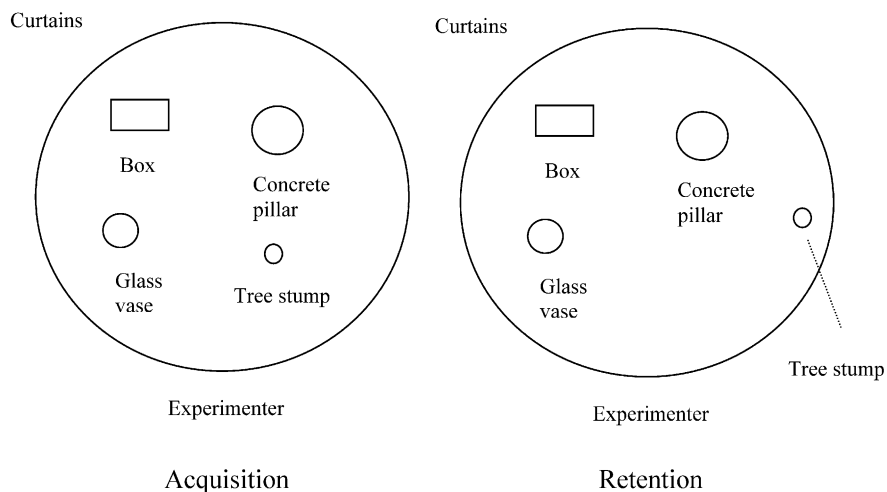 Curtains
Box
Concrete
pillar
Glass
vase
Tree stump
Experimenter
Acquisition
Curtains
Box
Concrete
pillar
Glass
vase
Tree stump
Experimenter
Retention